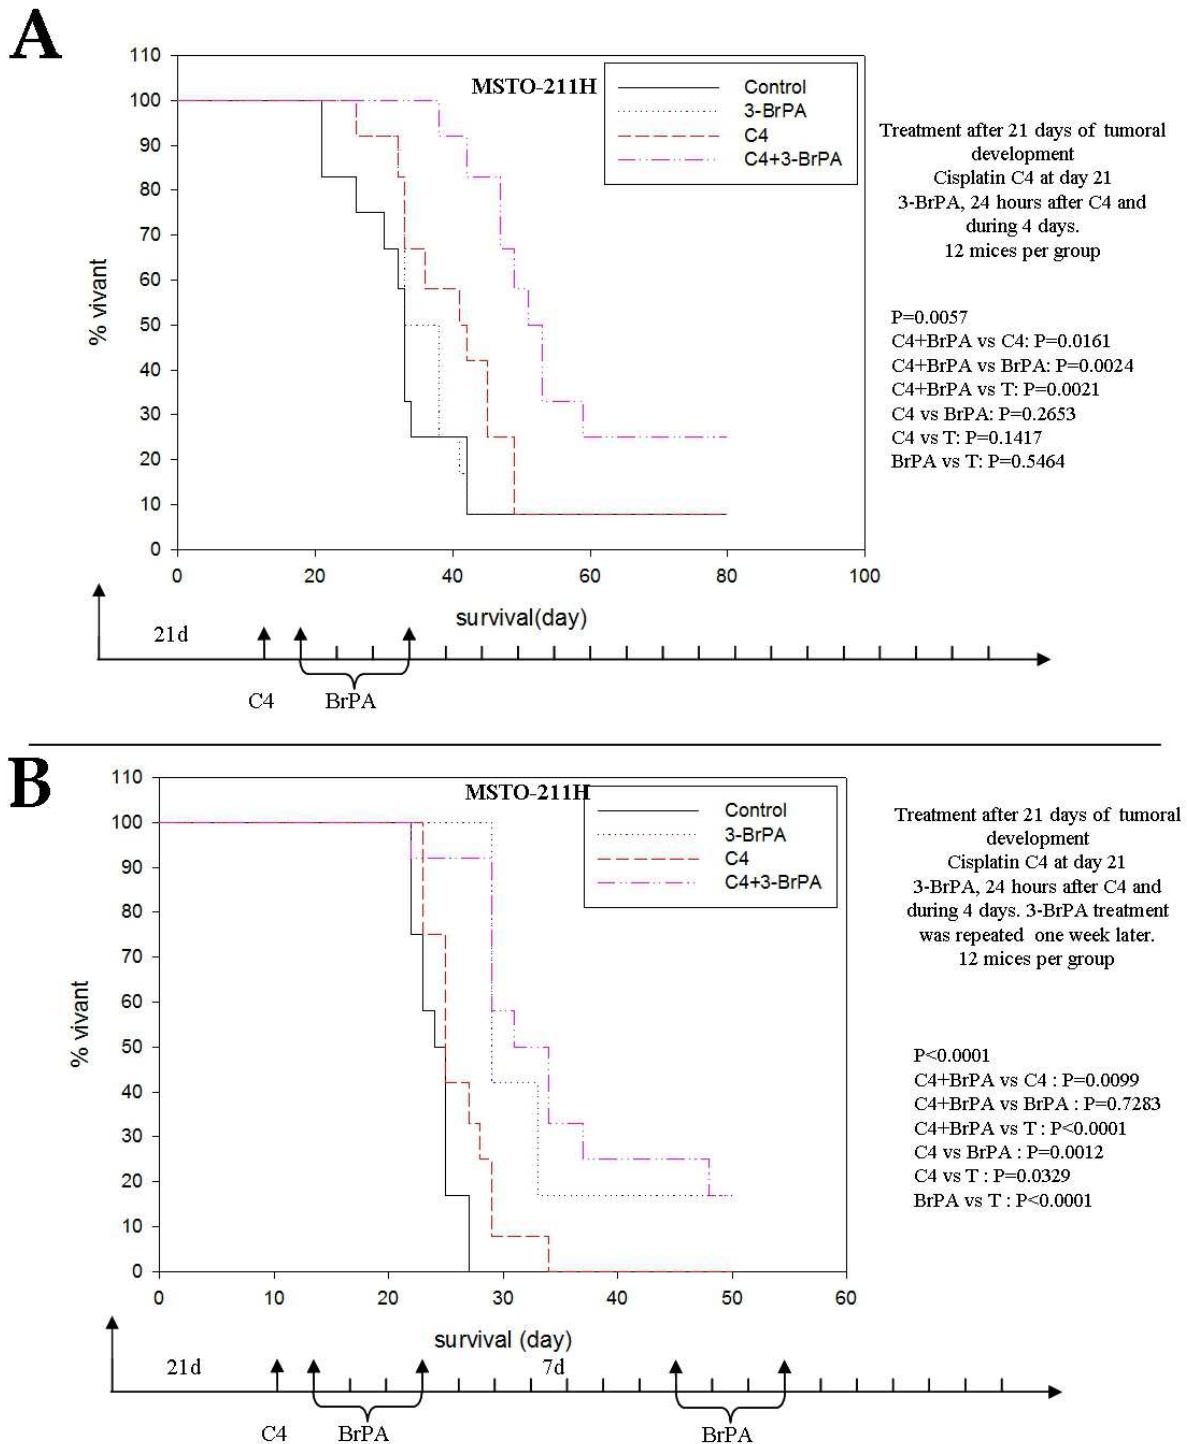 A
MSTO-211H
Control
3-BrPA
C4
C4+3-BrPA
110
100
90
80
70
60
50
40
30
20
10
0
% vivant
0 20 40 60 80 100
survival(day)
Treatment after 21 days of tumoral
development
Cisplatin C4 at day 21
3-BrPA, 24 hours after C4 and
during 4 days.
12 mices per group
P=0.0057
C4+BrPA vs C4: P=0.0161
C4+BrPA vs BrPA: P=0.0024
C4+BrPA vs T: P=0.0021
C4 vs BrPA: P=0.2653
C4 vs T: P=0.1417
BrPA vs T: P=0.5464
21d
C4 BrPA
B
MSTO-211H
Control
3-BrPA
C4
C4+3-BrPA
110
100
90
80
70
60
50
40
30
20
10
0
% vivant
0 10 20 30 40 50 60
survival (day)
Treatment after 21 days of tumoral
development
Cisplatin C4 at day 21
3-BrPA, 24 hours after C4 and
during 4 days. 3-BrPA treatment
was repeated one week later.
12 mices per group
P<0.0001
C4+BrPA vs C4 : P=0.0099
C4+BrPA vs BrPA : P=0.7283
C4+BrPA vs T : P<0.0001
C4 vs BrPA : P=0.0012
C4 vs T : P=0.0329
BrPA vs T : P<0.0001
21d 7d
C4 BrPA BrPA